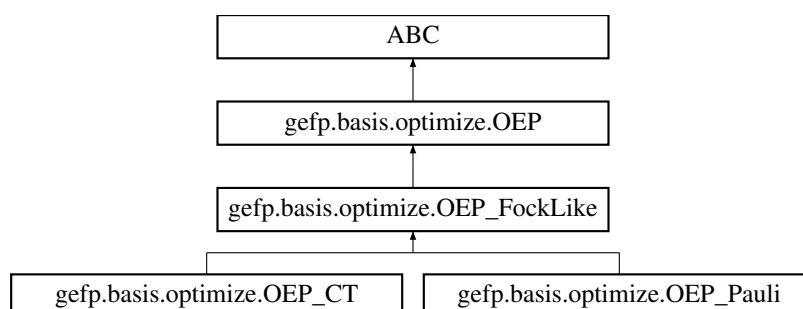 ABC
gefp.basis.optimize.OEP
gefp.basis.optimize.OEP_FockLike
gefp.basis.optimize.OEP_CT
gefp.basis.optimize.OEP_Pauli